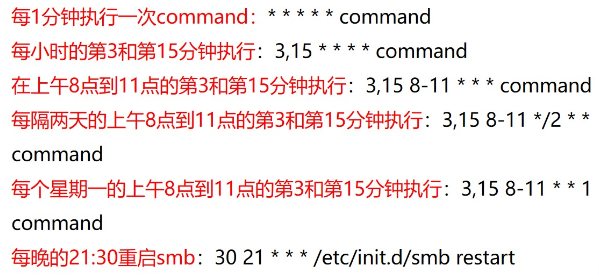 每1分钟执行一次command：* * * * * command
每小时的第3和第15分钟执行：3,15 * * * * command
在上午8点到11点的第3和第15分钟执行：3,15 8-11 * * * command
每隔两天的上午8点到11点的第3和第15分钟执行：3,15 8-11 */2 * *
command
每个星期一的上午8点到11点的第3和第15分钟执行：3,15 8-11 * * 1
command
每晚的21:30重启smb：30 21 * * * /etc/init.d/smb restart